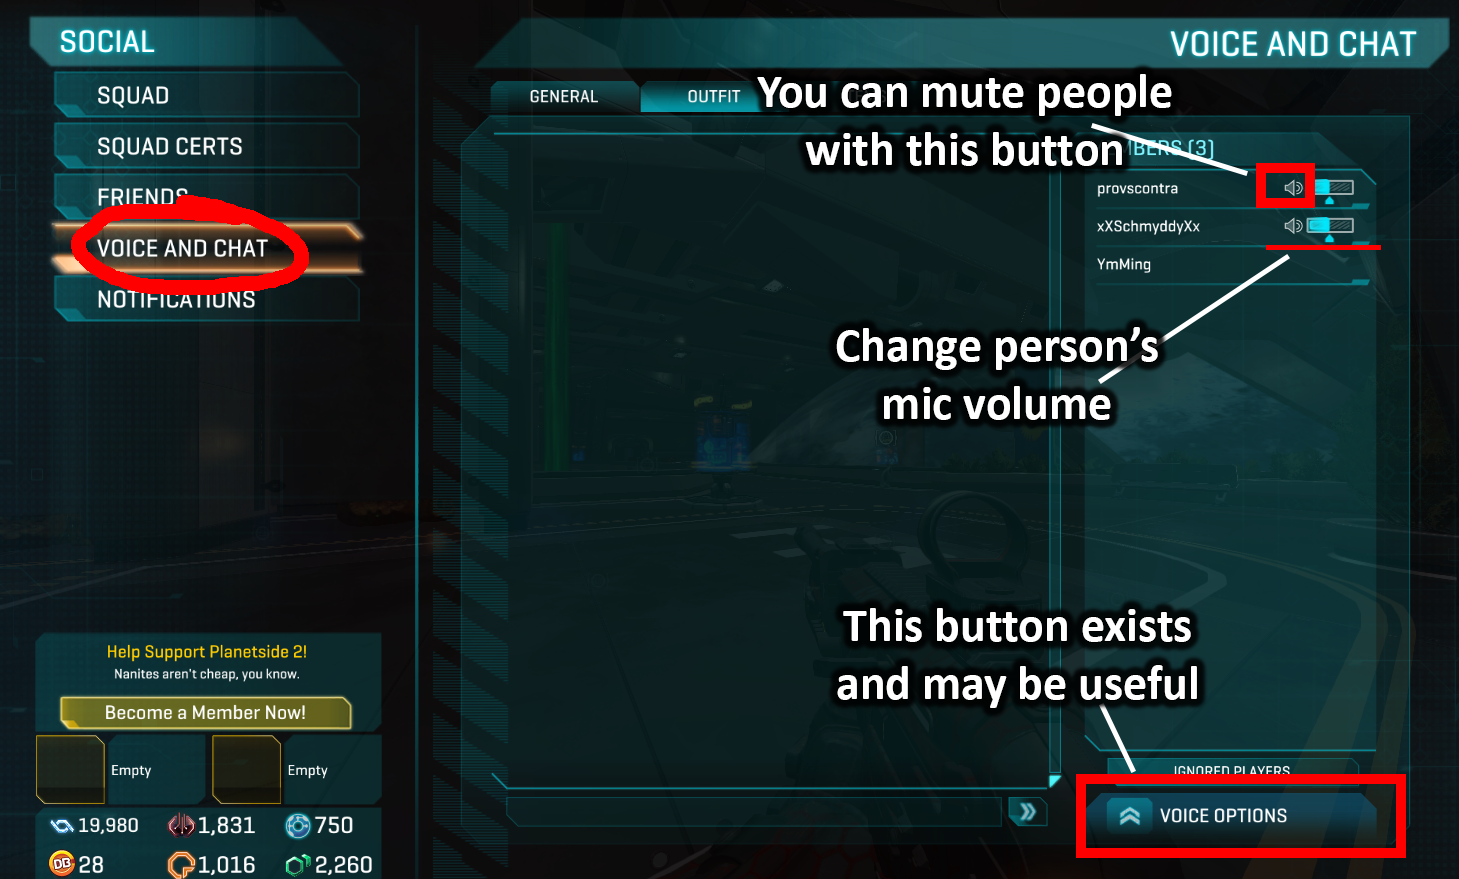 SOCIAL
SQUAD
SQUAD CERTS
FRIENDS
VOICE AND CHAT
NOTIFICATIONS
Help Support Planetside 2!
Nanites aren't cheap, you know.
Become a Member Now!
Empty
Empty
19,980
1,831
750
DB 28
1,016
2,260
VOICE AND CHAT
GENERAL
OUTFIT
You can mute people
with this button
MBERS (3)
provscontra
xXSchmyddyXx
YmMing
Change person’s
mic volume
This button exists
and may be useful
IGNORED PLAYERS
VOICE OPTIONS